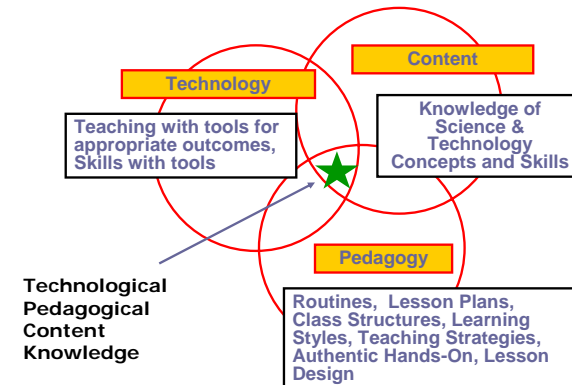 Content
Technology
Knowledge of
Science &
Technology
Concepts and Skills
Teaching with tools for
appropriate outcomes,
Skills with tools
Pedagogy
Technological
Pedagogical
Content
Knowledge
Routines, Lesson Plans,
Class Structures, Learning
Styles, Teaching Strategies,
Authentic Hands-On, Lesson
Design